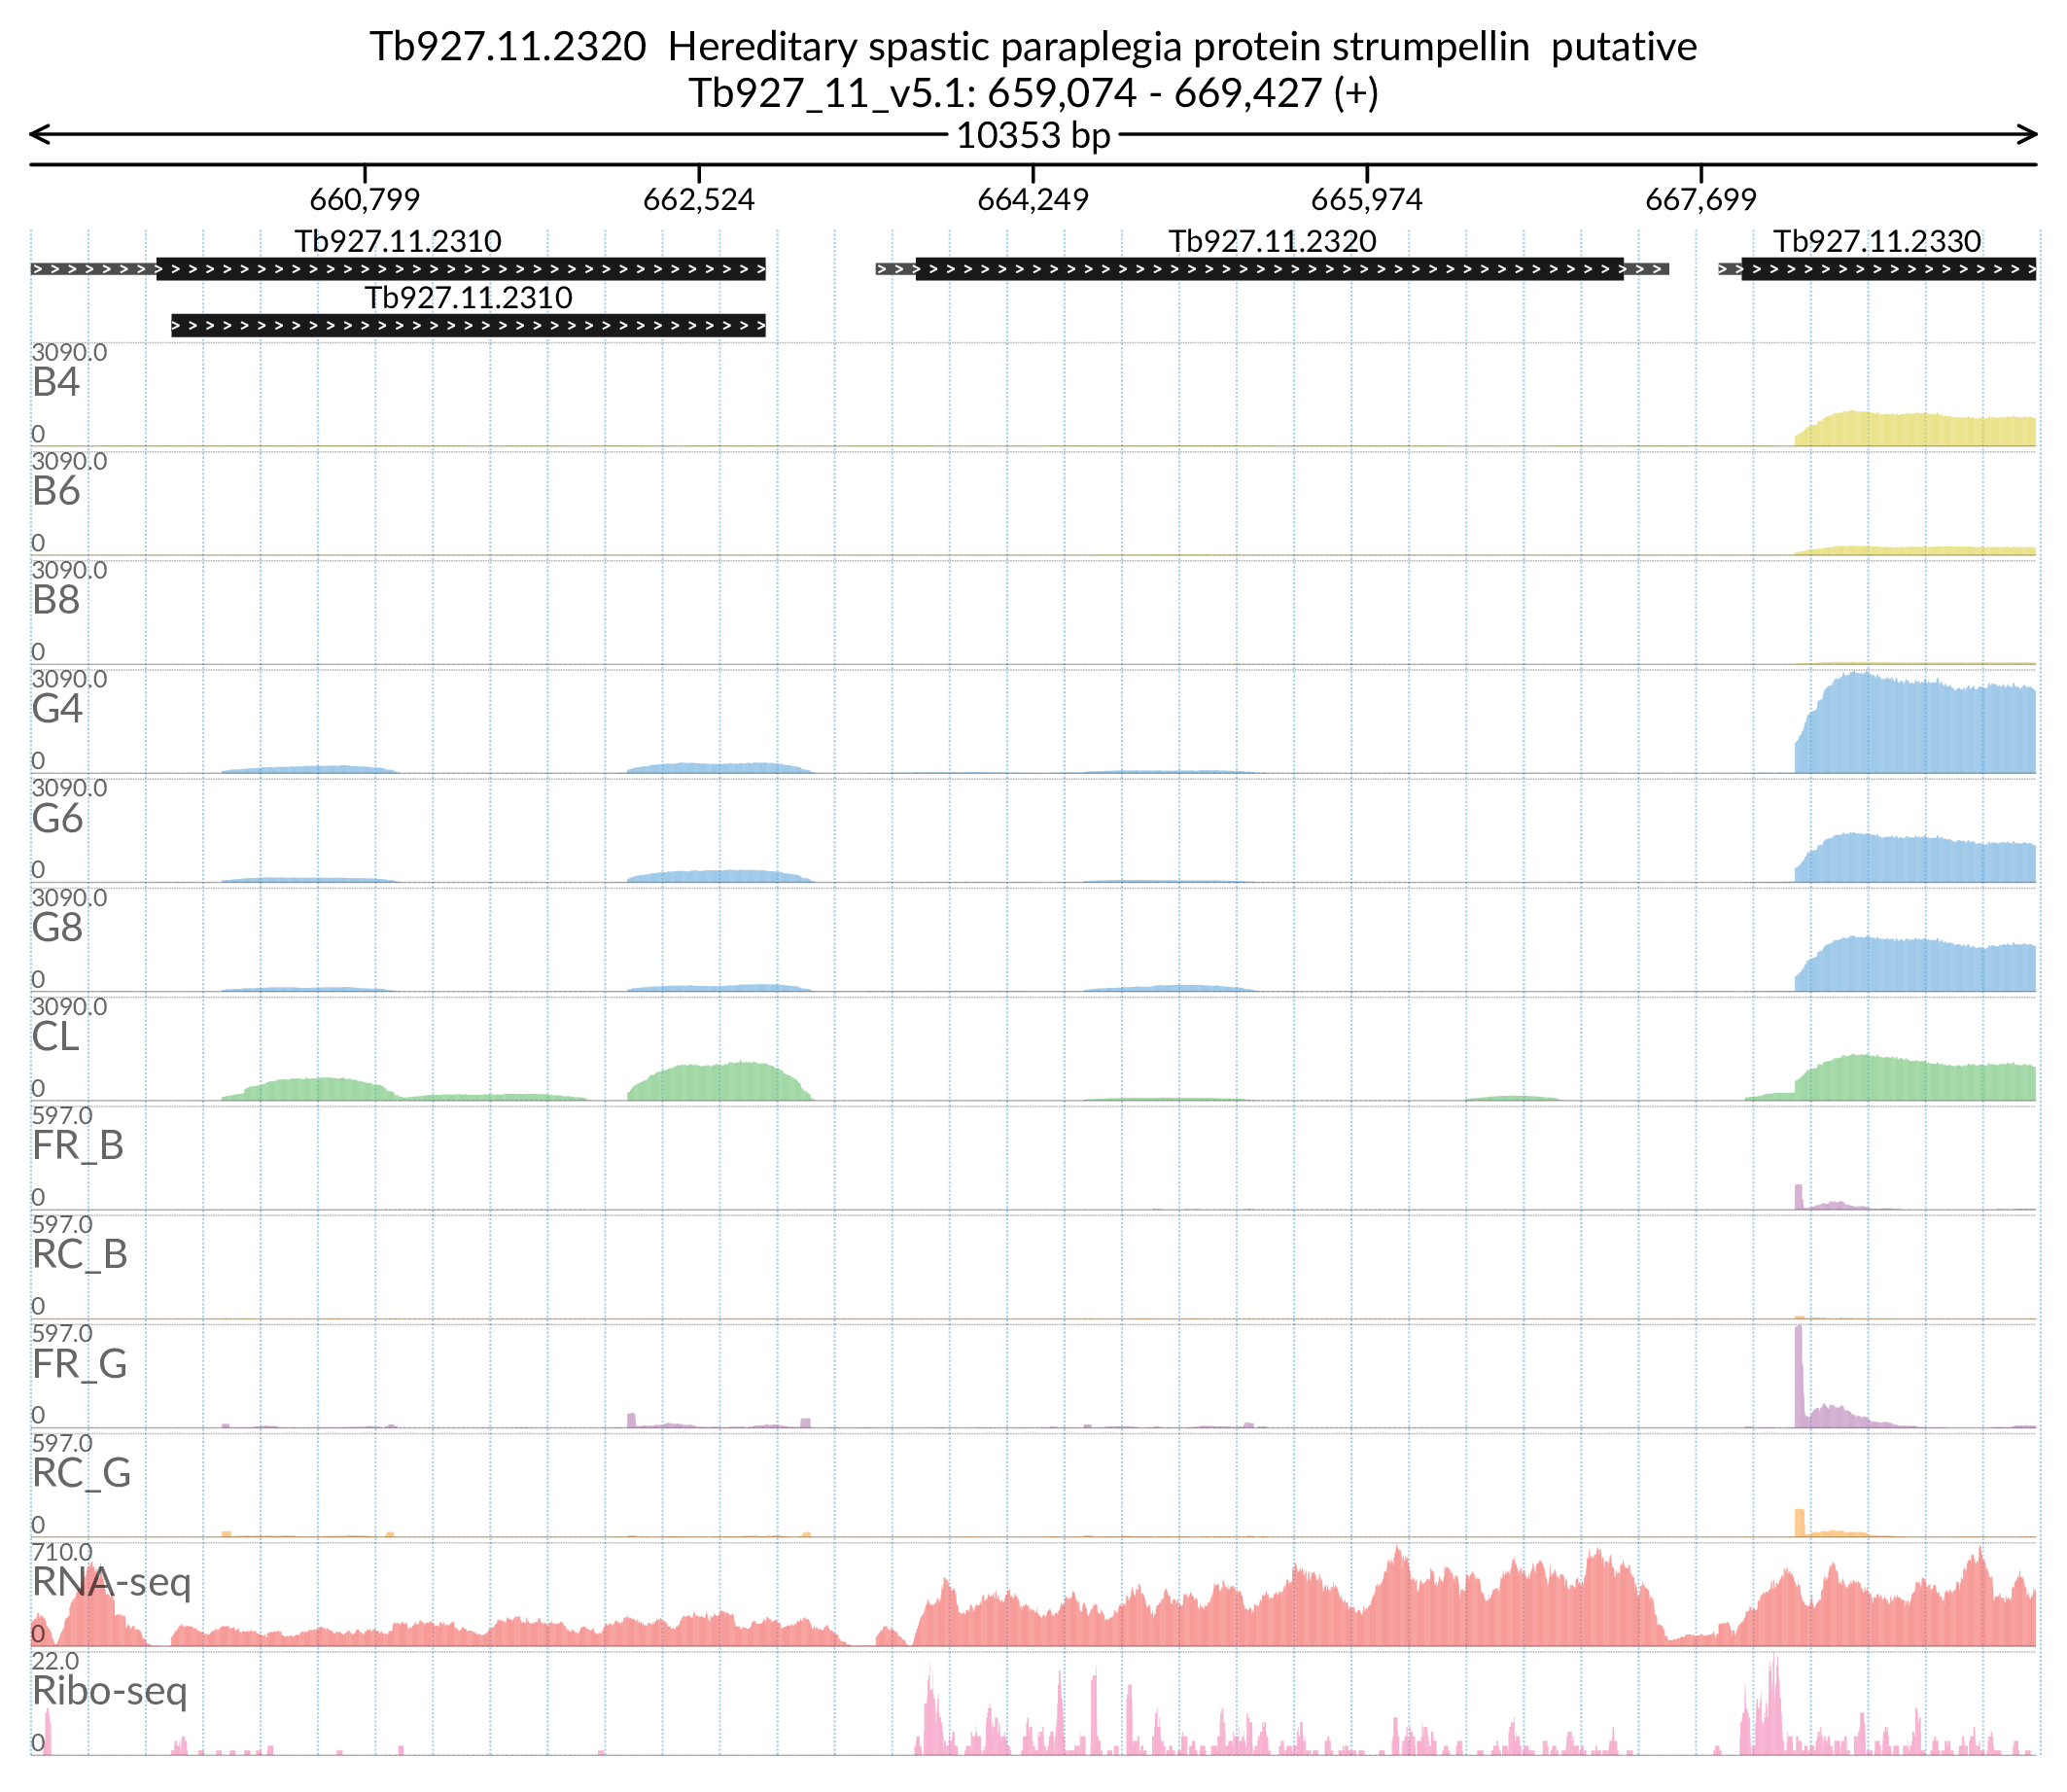 Tb927.11.2320  Hereditary spastic paraplegia protein strumpellin  putative
Tb927_11_v5.1: 659,074 - 669,427 (+)
10353 bp
660,799 662,524 664,249 665,974 667,699
Tb927.11.2310 Tb927.11.2320 Tb927.11.2330
Tb927.11.2310
3090.0
B4
0
3090.0
B6
0
3090.0
B8
0
3090.0
G4
0
3090.0
G6
0
3090.0
G8
0
3090.0
CL
0
597.0
FR_B
0
597.0
RC_B
0
597.0
FR_G
0
597.0
RC_G
0
710.0
RNA-seq
0
22.0
Ribo-seq
0